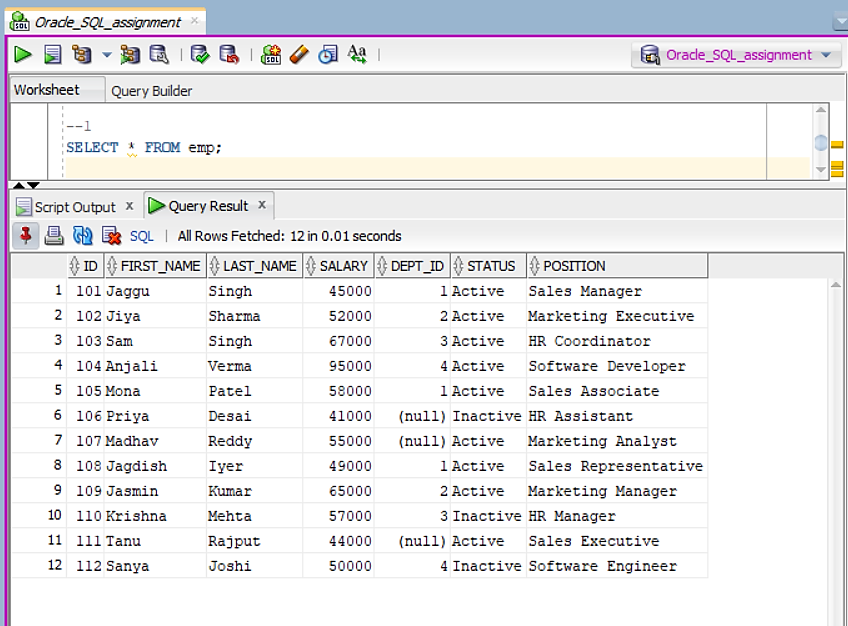 Oracle_SQL_assignment
Aa Oracle_SQL_assignment
Worksheet Query Builder
--1
SELECT * FROM emp;
Script Output x Query Result x
SQL | All Rows Fetched: 12 in 0.01 seconds
ID FIRST_NAME LAST_NAME SALARY DEPT_ID STATUS POSITION
1 101 Jaggu Singh 45000 1 Active Sales Manager
2 102 Jiya Sharma 52000 2 Active Marketing Executive
3 103 Sam Singh 67000 3 Active HR Coordinator
4 104 Anjali Verma 95000 4 Active Software Developer
5 105 Mona Patel 58000 1 Active Sales Associate
6 106 Priya Desai 41000 (null) Inactive HR Assistant
7 107 Madhav Reddy 55000 (null) Active Marketing Analyst
8 108 Jagdish Iyer 49000 1 Active Sales Representative
9 109 Jasmin Kumar 65000 2 Active Marketing Manager
10 110 Krishna Mehta 57000 3 Inactive HR Manager
11 111 Tanu Rajput 44000 (null) Active Sales Executive
12 112 Sanya Joshi 50000 4 Inactive Software Engineer